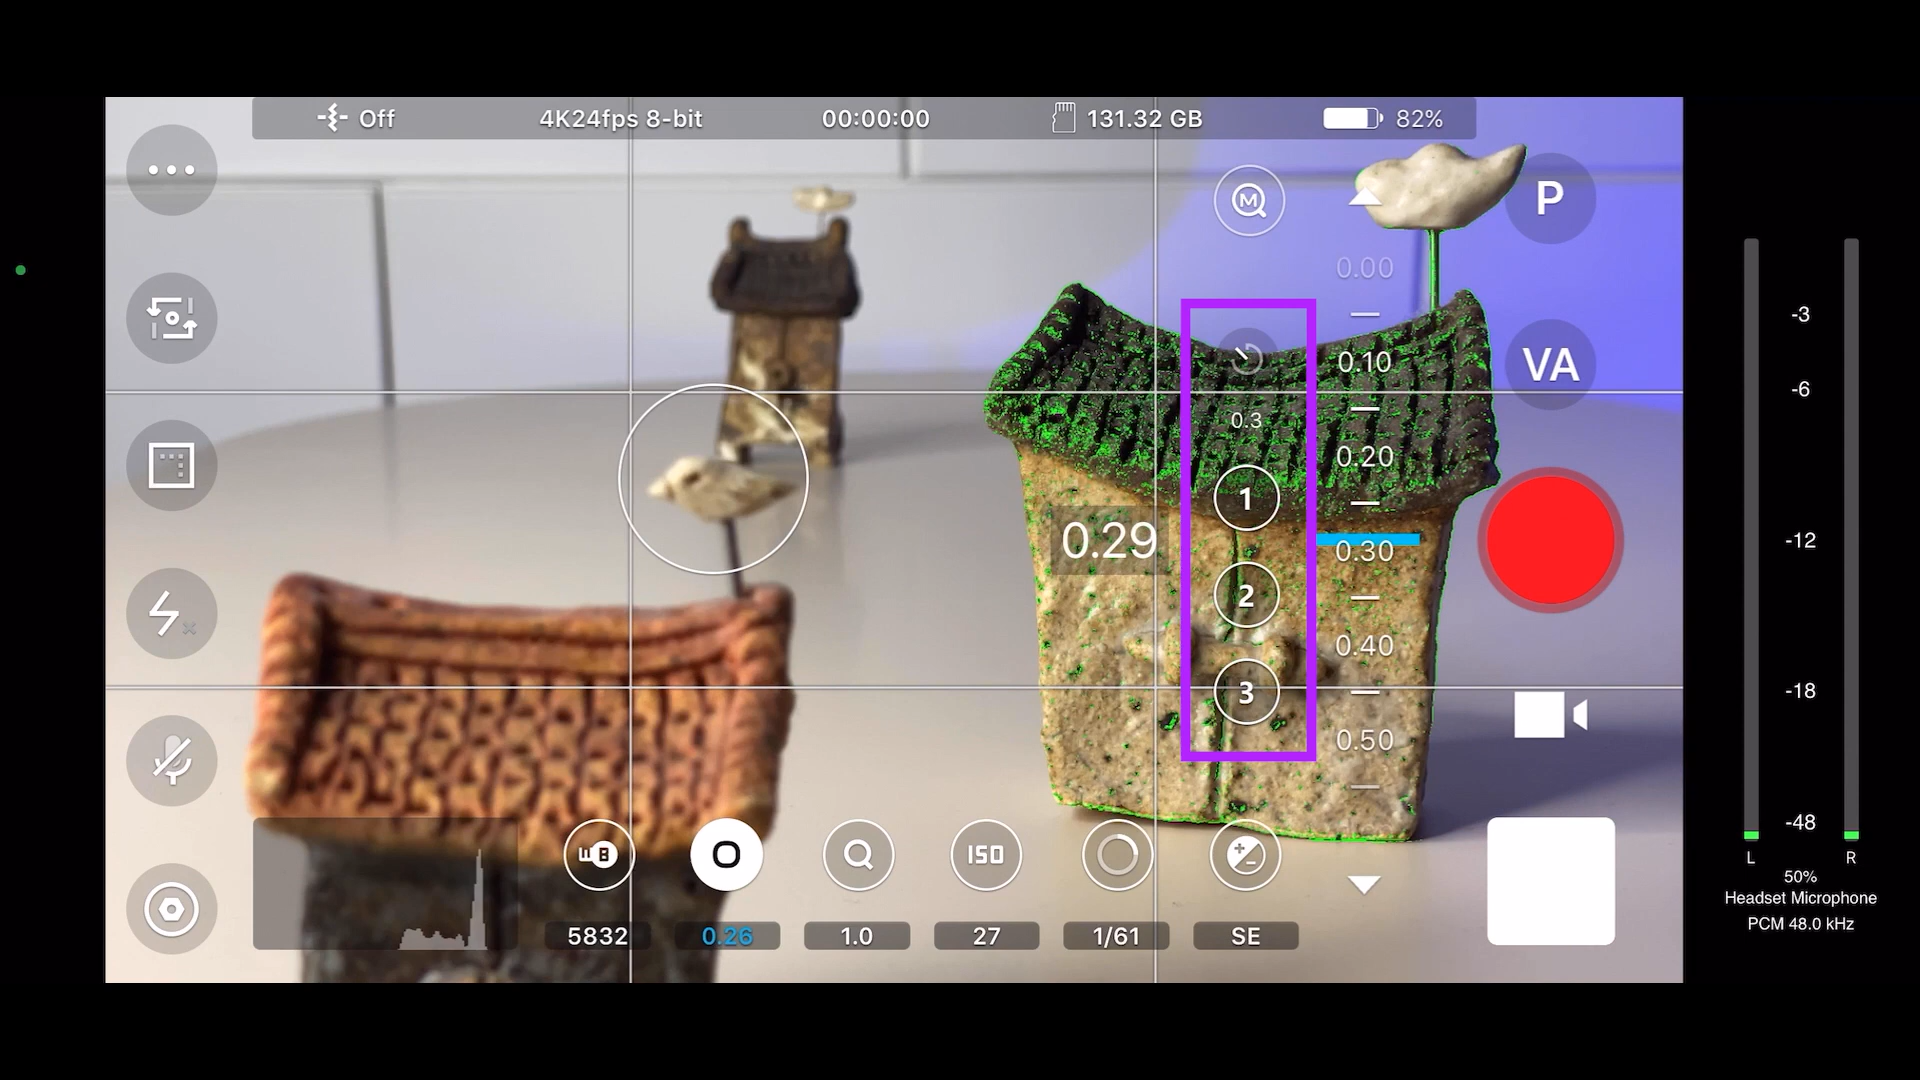 Off 4K24fps 8-bit 00:00:00 131.32 GB 82%
M
P
0.00
VA
0.10
0.3
0.20
1
0.29
0.30
2
0.40
3
0.50
WB
ISO
5832 0.26 1.0 27 1/61 SE
-3
-6
-12
-18
-48
L R
50%
Headset Microphone
PCM 48.0 kHz